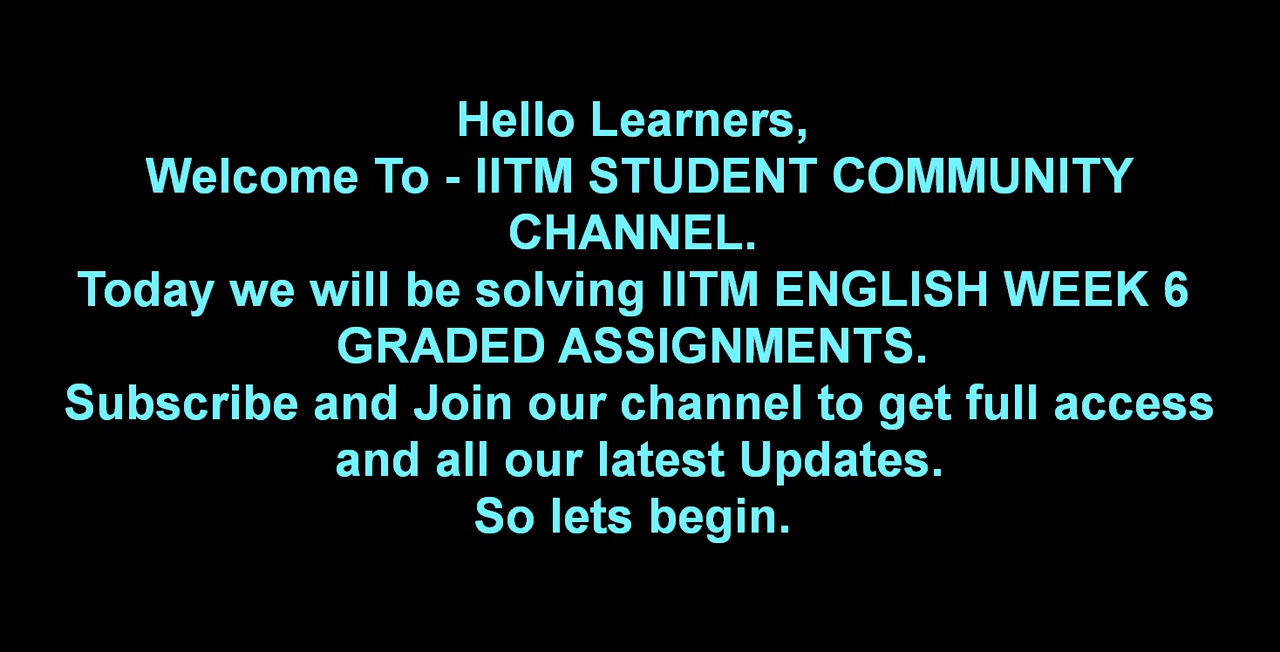 Hello Learners,
Welcome To - IITM STUDENT COMMUNITY
CHANNEL.
Today we will be solving IITM ENGLISH WEEK 6
GRADED ASSIGNMENTS.
Subscribe and Join our channel to get full access
and all our latest Updates.
So lets begin.